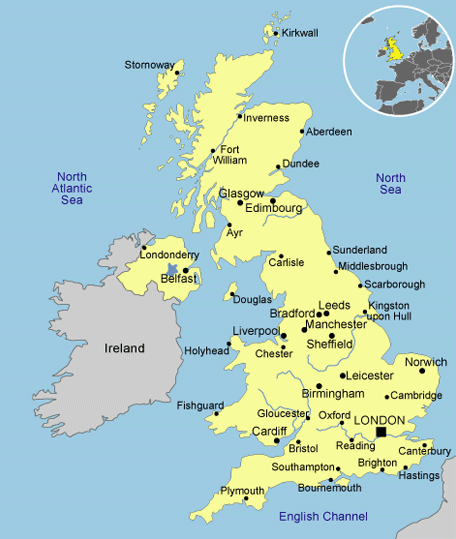 Kirkwall
Stornoway
Inverness
Aberdeen
Fort
William
Dundee
North
Atlantic
Sea
North
Sea
Glasgow
Edimbourg
Ayr
Londonderry
Belfast
Carlisle
Sunderland
Middlesbrough
Scarborough
Douglas
Kingston
upon Hull
Leeds
Bradford
Manchester
Liverpool
Sheffield
Ireland
Holyhead
Chester
Norwich
Leicester
Birmingham
Cambridge
Fishguard
Gloucester
Oxford
LONDON
Cardiff
Bristol
Reading
Canterbury
Southampton
Brighton
Hastings
Plymouth
Bournemouth
English Channel